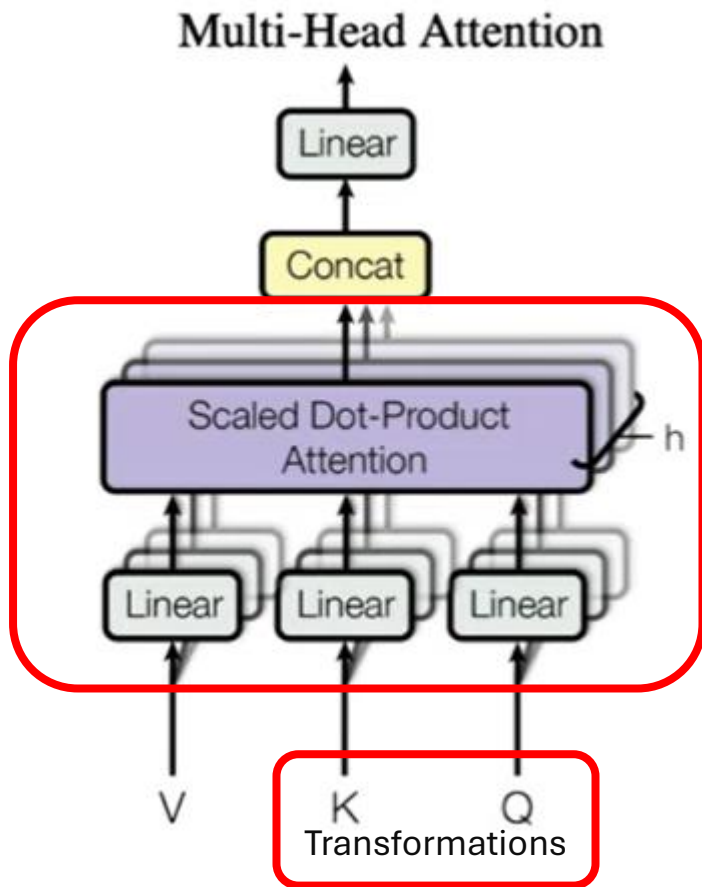 Multi-Head Attention
Linear
Concat
Scaled Dot-Product
Attention
h
Linear Linear Linear
V K Q
Transformations